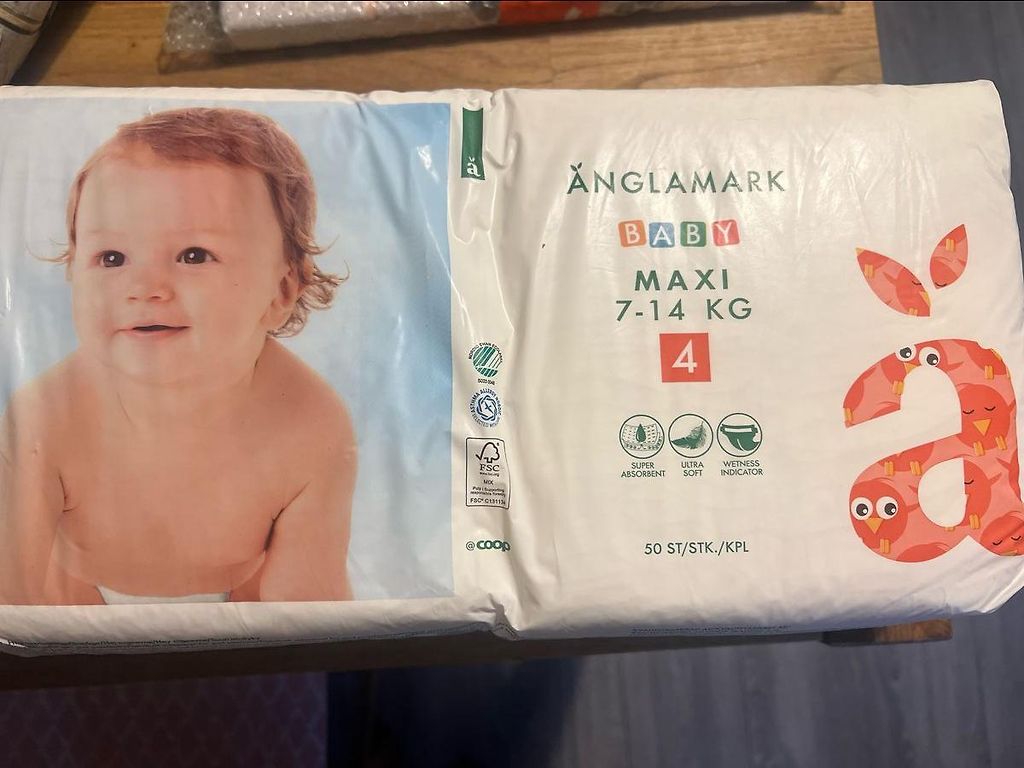 ÄNGLAMARK
BABY
MAXI
7-14 KG
4
SUPER ABSORBENT
ULTRA SOFT
WETNESS INDICATOR
50 ST/STK./KPL
à
FSC
MIX
@coop